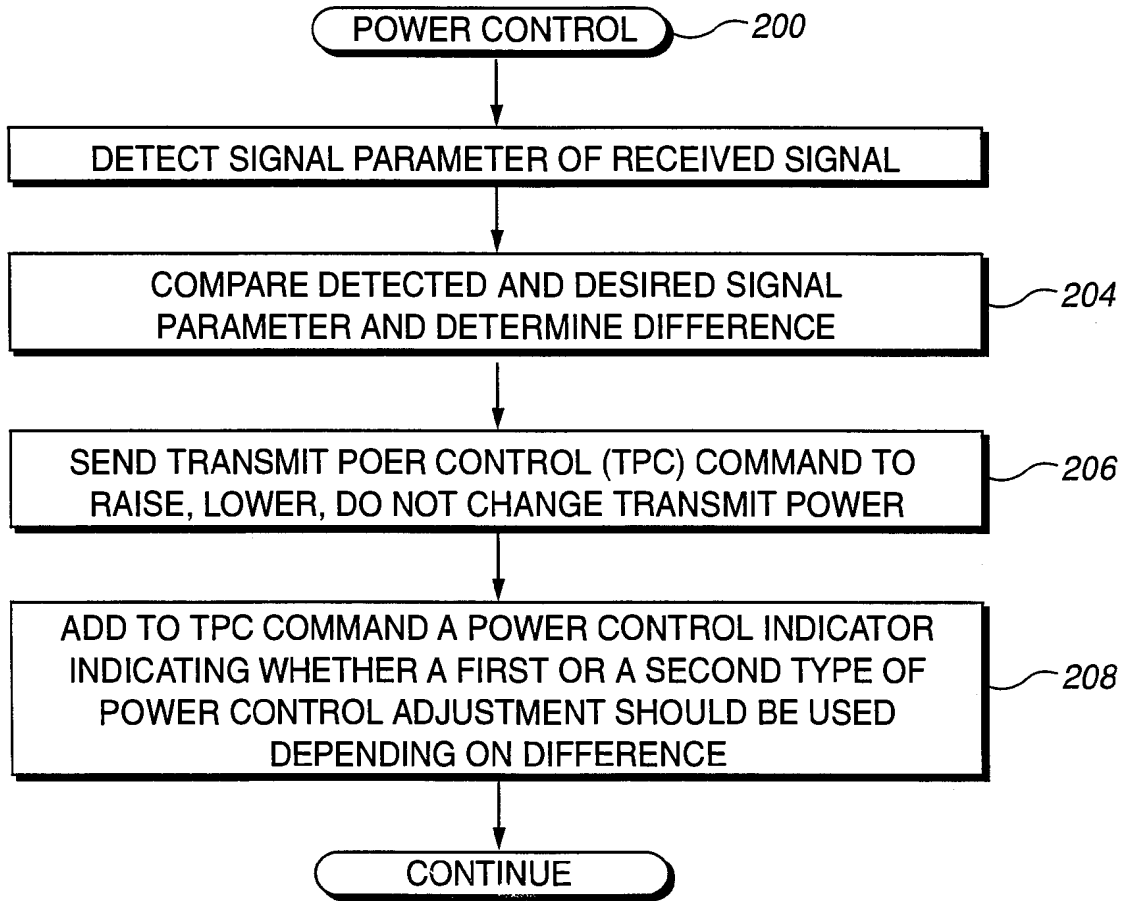 POWER CONTROL
200
DETECT SIGNAL PARAMETER OF RECEIVED SIGNAL
COMPARE DETECTED AND DESIRED SIGNAL
PARAMETER AND DETERMINE DIFFERENCE
204
SEND TRANSMIT POER CONTROL (TPC) COMMAND TO
RAISE, LOWER, DO NOT CHANGE TRANSMIT POWER
206
ADD TO TPC COMMAND A POWER CONTROL INDICATOR
INDICATING WHETHER A FIRST OR A SECOND TYPE OF
POWER CONTROL ADJUSTMENT SHOULD BE USED
DEPENDING ON DIFFERENCE
208
CONTINUE